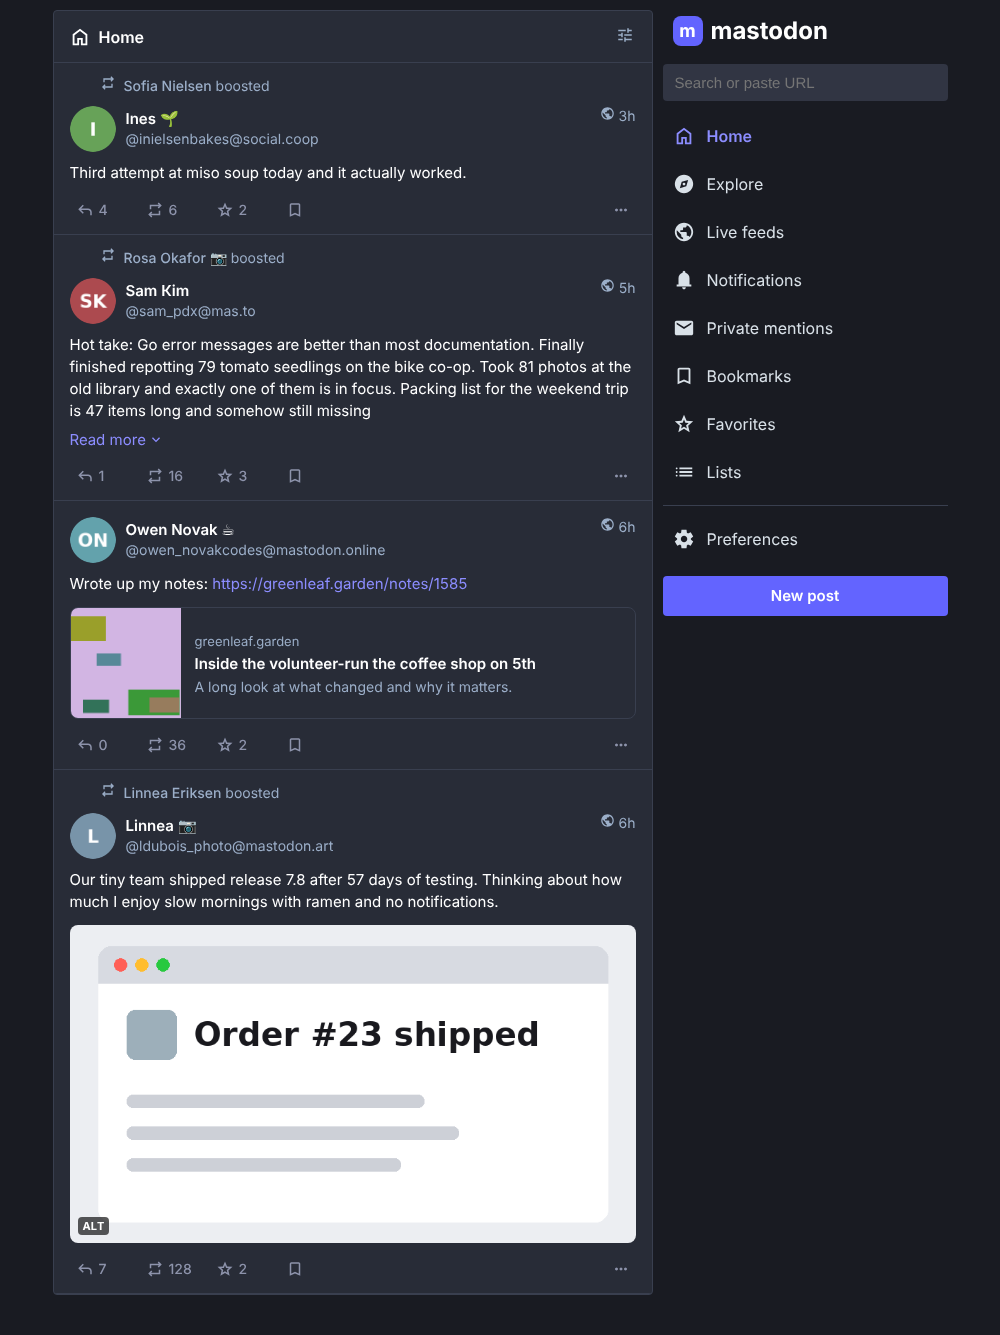 Home
Sofia Nielsen boosted
Ines 🌱
3h
@inielsenbakes@social.coop
Third attempt at miso soup today and it actually worked.
4 6 2
Rosa Okafor 📷 boosted
Sam Kim
5h
@sam_pdx@mas.to
Hot take: Go error messages are better than most documentation. Finally
finished repotting 79 tomato seedlings on the bike co-op. Took 81 photos at the
old library and exactly one of them is in focus. Packing list for the weekend trip
is 47 items long and somehow still missing
Read more
1 16 3
Owen Novak ☕
6h
@owen_novakcodes@mastodon.online
Wrote up my notes: https://greenleaf.garden/notes/1585
greenleaf.garden
Inside the volunteer-run the coffee shop on 5th
A long look at what changed and why it matters.
0 36 2
Linnea Eriksen boosted
Linnea 📷
6h
@ldubois_photo@mastodon.art
Our tiny team shipped release 7.8 after 57 days of testing. Thinking about how
much I enjoy slow mornings with ramen and no notifications.
Order #23 shipped
ALT
7 128 2
mastodon
Search or paste URL
Home
Explore
Live feeds
Notifications
Private mentions
Bookmarks
Favorites
Lists
Preferences
New post
I
SK
ON
L
m